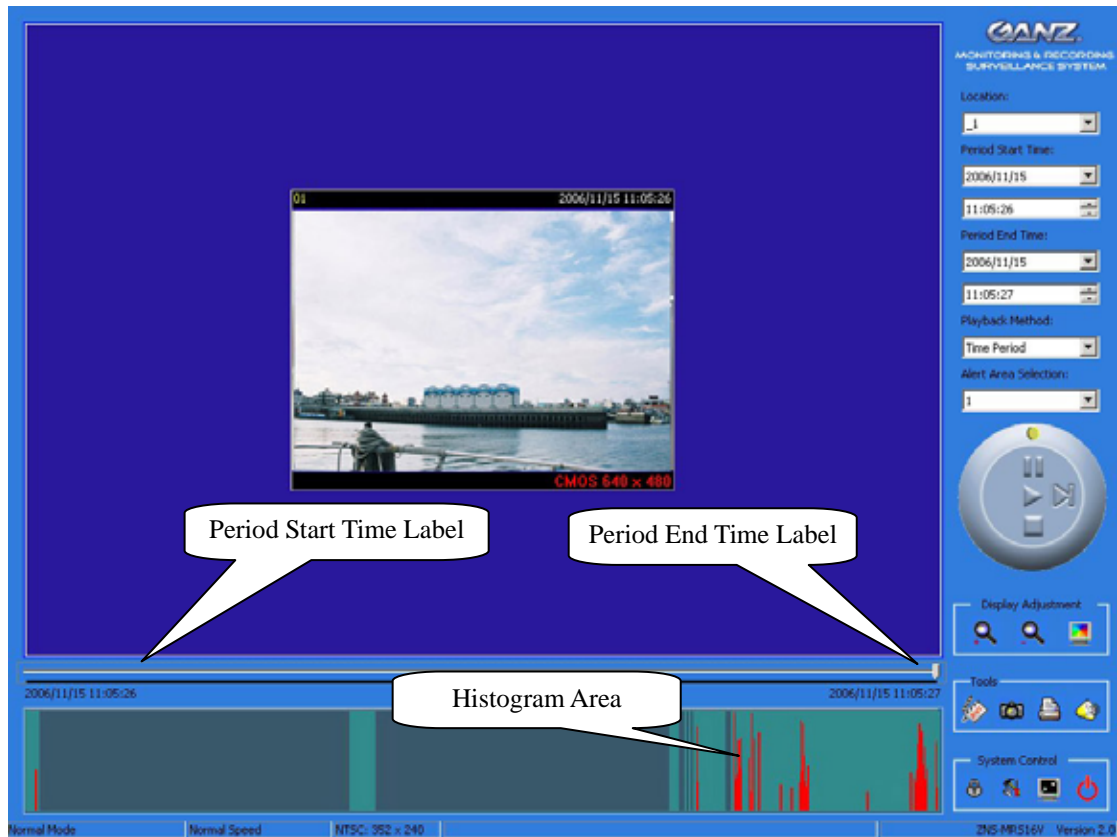 GANZ.
MONITORING & RECORDING
SURVEILLANCE SYSTEM
Location:
_1
Period Start Time:
2006/11/15
11:05:26
Period End Time:
2006/11/15
11:05:27
Playback Method:
Time Period
Alert Area Selection:
1
01 2006/11/15 11:05:26
CMOS 640 x 480
Period Start Time Label
Period End Time Label
Display Adjustment
2006/11/15 11:05:26
2006/11/15 11:05:27
Histogram Area
Tools
System Control
Normal Mode
Normal Speed
NTSC: 352 x 240
ZNS-MRS16V Version 2.0